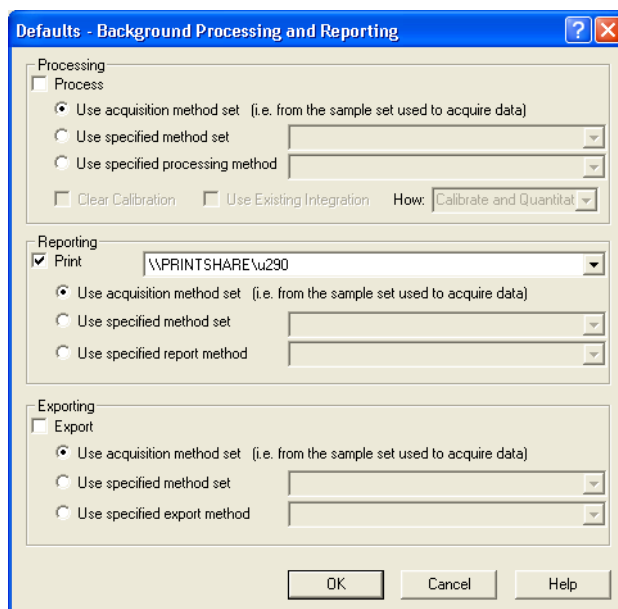 Defaults - Background Processing and Reporting
Processing
Process
Use acquisition method set (i.e. from the sample set used to acquire data)
Use specified method set
Use specified processing method
Clear Calibration Use Existing Integration How: Calibrate and Quantitat
Reporting
Print \\PRINTSHARE\u290
Use acquisition method set (i.e. from the sample set used to acquire data)
Use specified method set
Use specified report method
Exporting
Export
Use acquisition method set (i.e. from the sample set used to acquire data)
Use specified method set
Use specified export method
OK Cancel Help